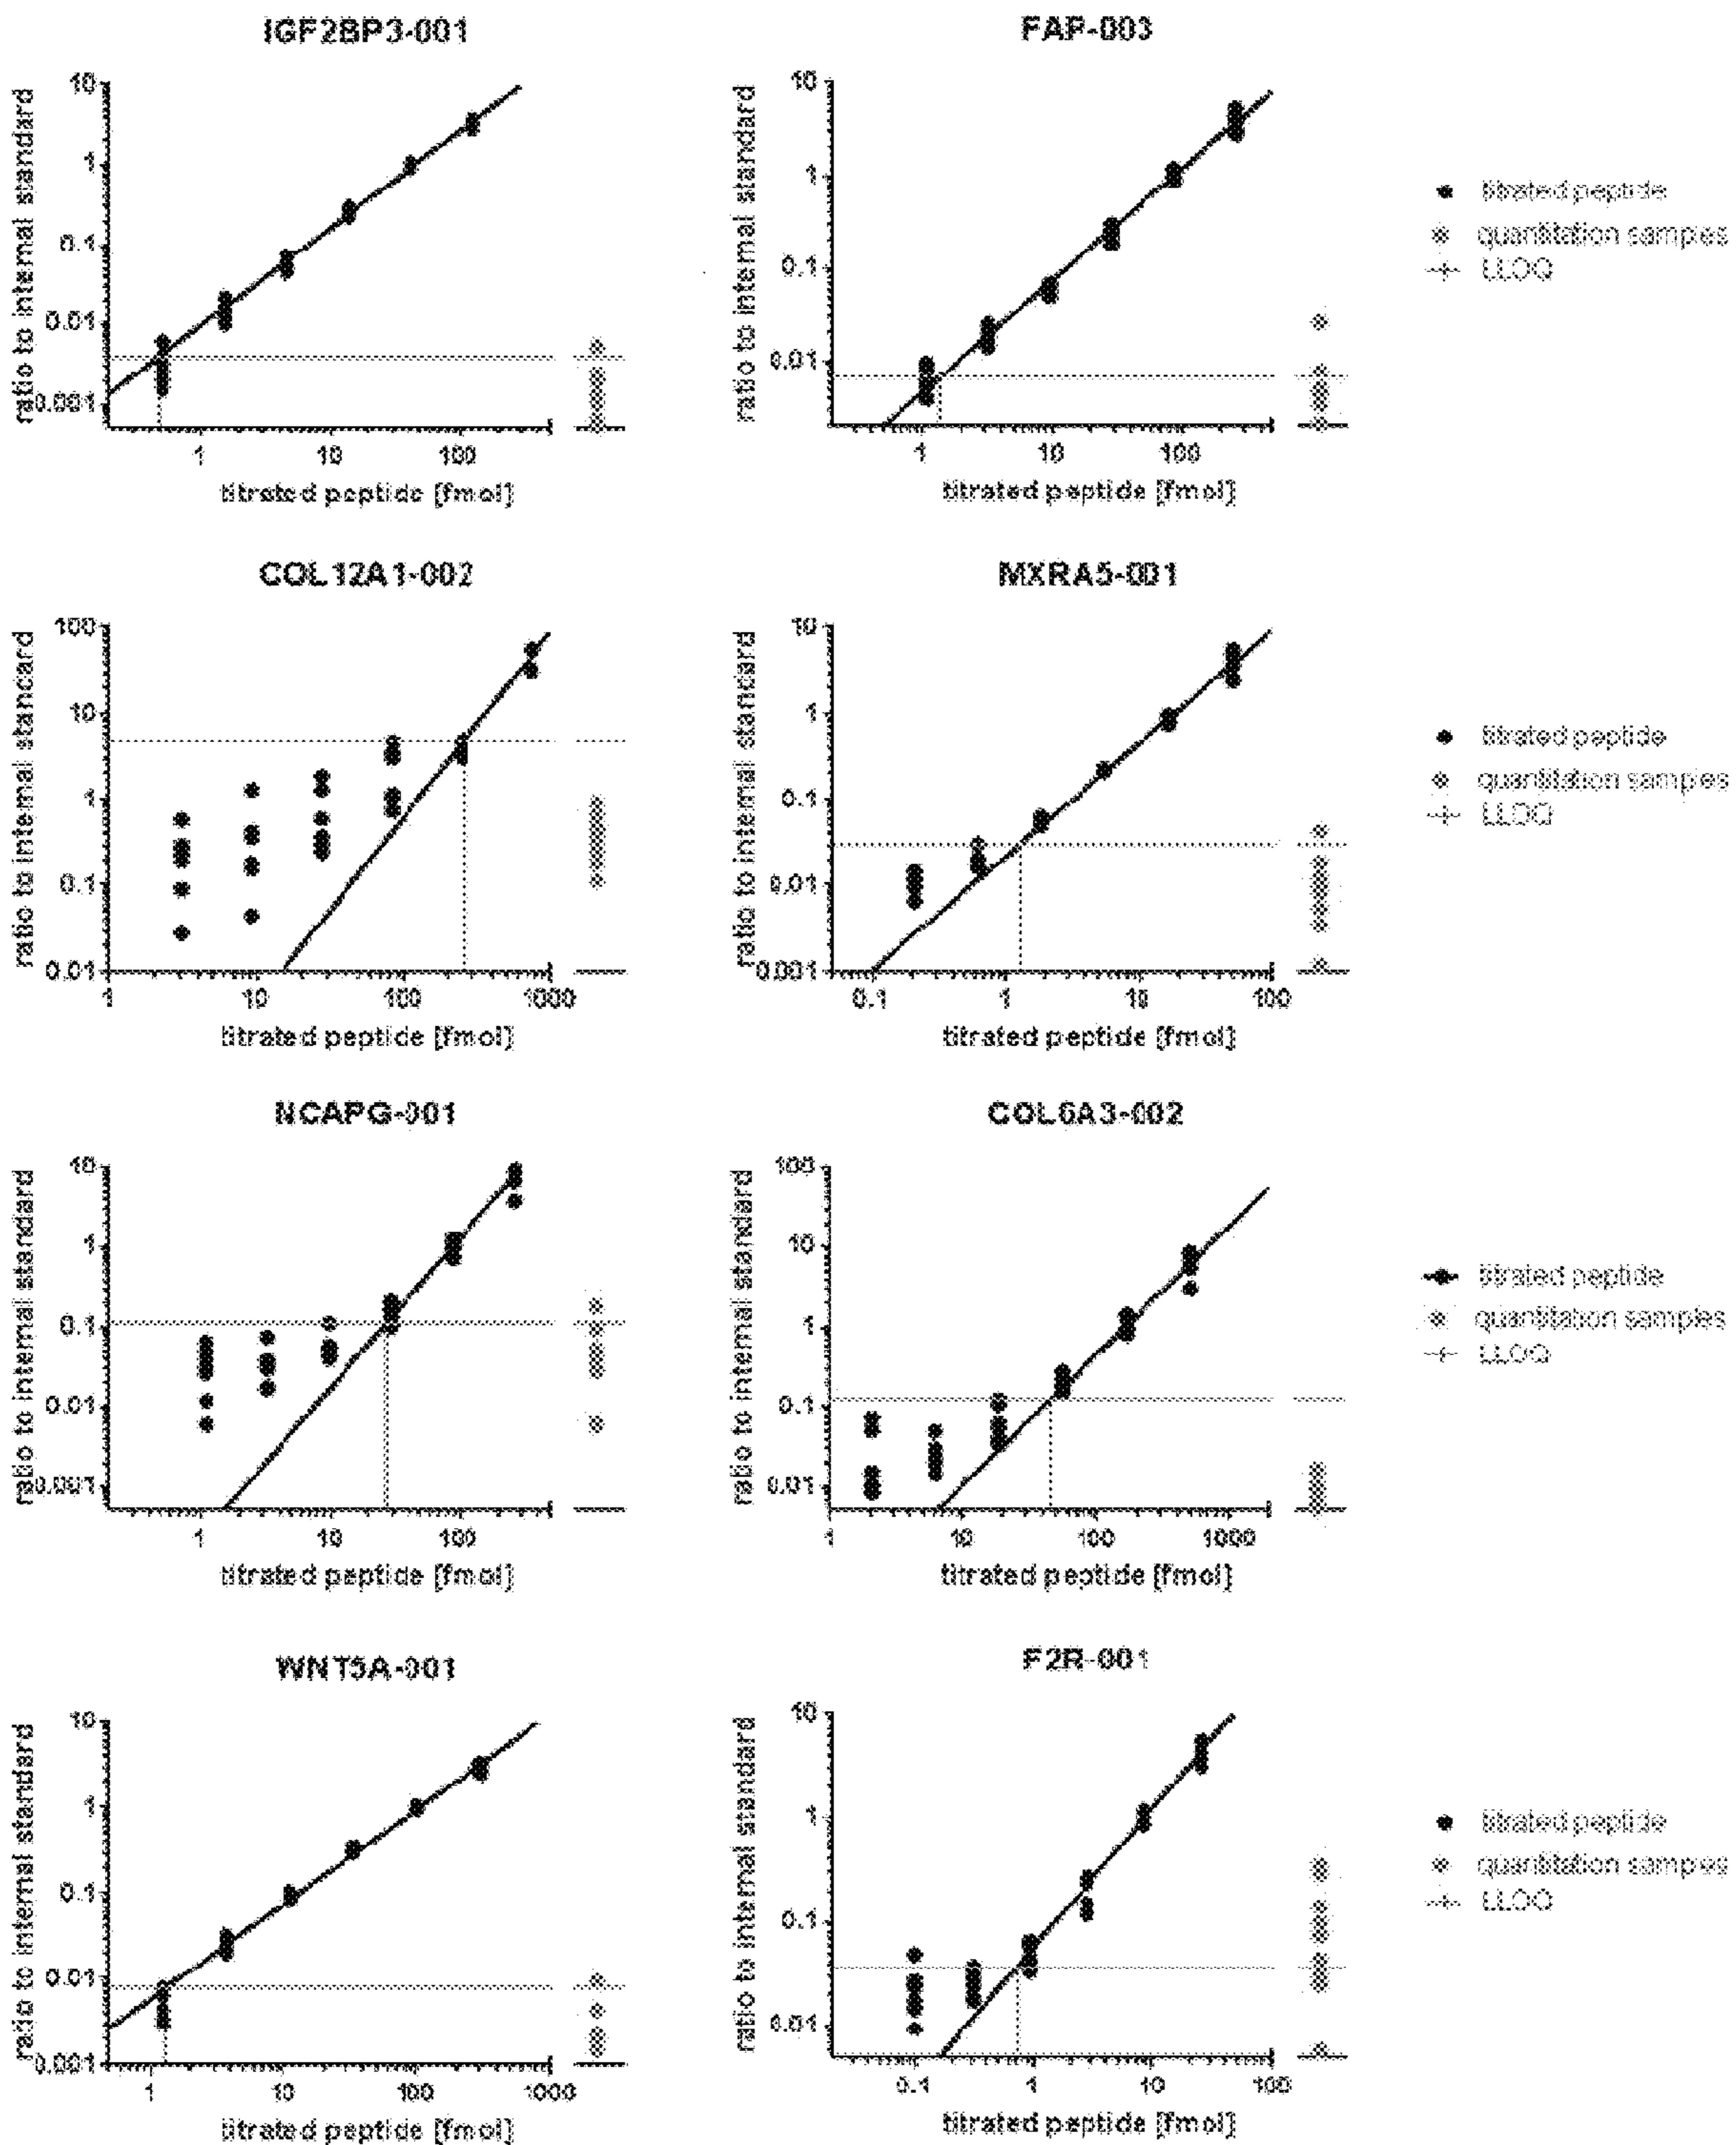 IGF2BP3-001
FAP-003
10
1
0.1
0.01
0.001
ratio to internal standard
1
10
100
titrated peptide [fmol]
10
1
0.1
0.01
ratio to internal standard
1
10
100
titrated peptide [fmol]
titrated peptide
quantitation samples
LLOQ
COL12A1-002
MXRA5-001
100
10
1
0.1
0.01
ratio to internal standard
1
10
100
1000
titrated peptide [fmol]
10
1
0.1
0.01
0.001
ratio to internal standard
0.1
1
10
100
titrated peptide [fmol]
titrated peptide
quantitation samples
LLOQ
NCAPG-001
COL6A3-002
10
1
0.1
0.01
0.001
ratio to internal standard
1
10
100
titrated peptide [fmol]
100
10
1
0.1
0.01
ratio to internal standard
1
10
100
1000
titrated peptide [fmol]
titrated peptide
quantitation samples
LLOQ
WNT5A-001
F2R-001
10
1
0.1
0.01
0.001
ratio to internal standard
1
10
100
1000
titrated peptide [fmol]
10
1
0.1
0.01
ratio to internal standard
0.1
1
10
100
titrated peptide [fmol]
titrated peptide
quantitation samples
LLOQ